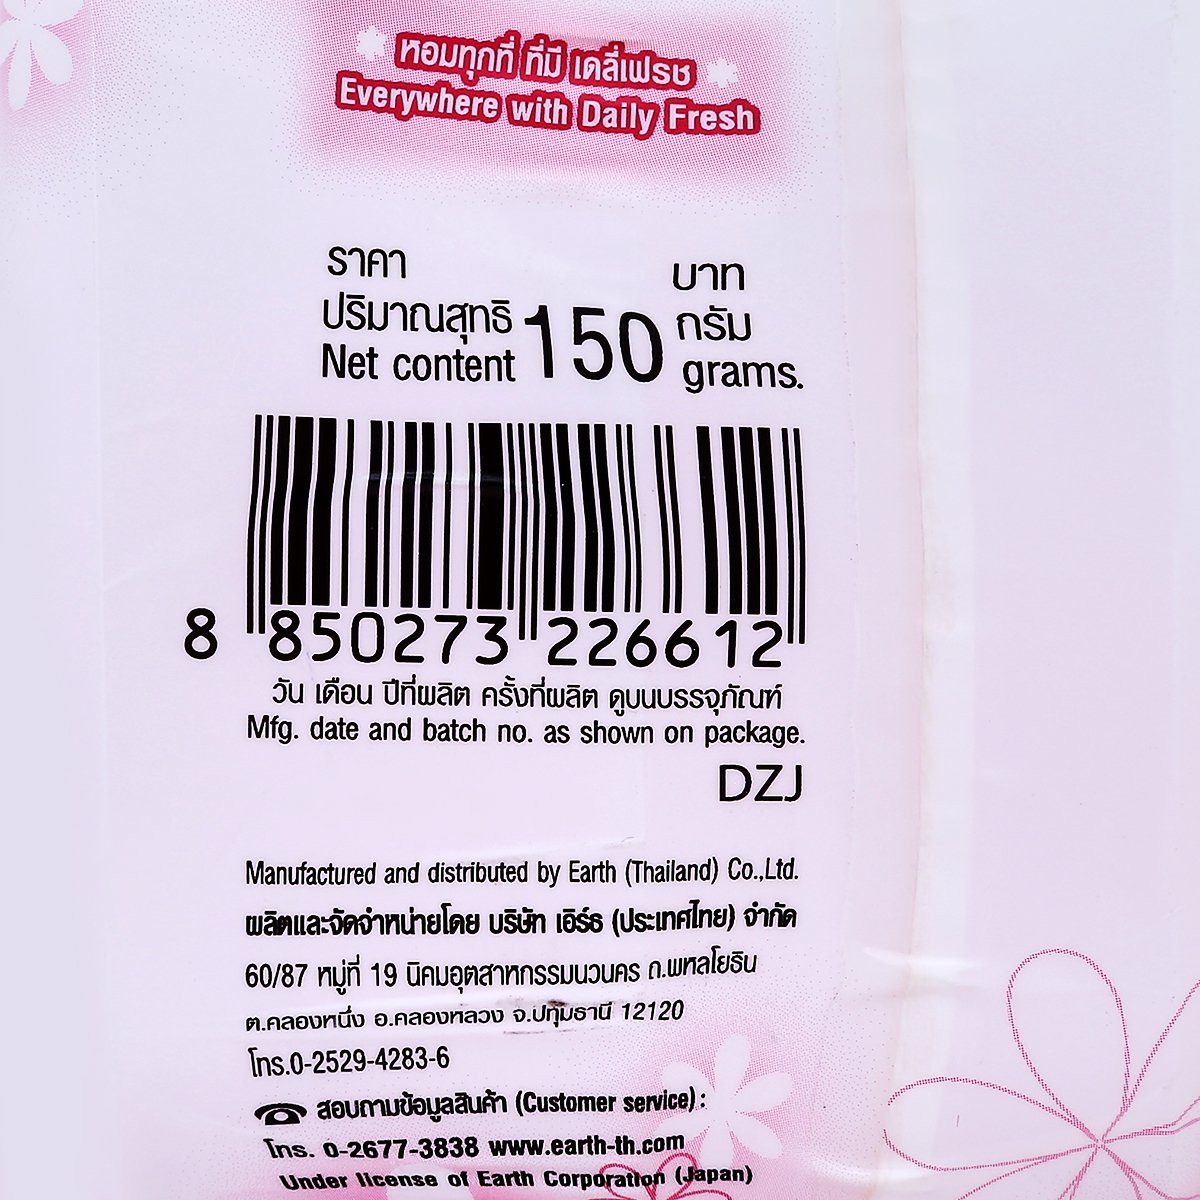 หอมทุกที่ ที่มี เดลี่เฟรช
Everywhere with Daily Fresh
ราคา บาท
ปริมาณสุทธิ 150 กรัม
Net content grams.
8 850273 226612
วัน เดือน ปีที่ผลิต ครั้งที่ผลิต ดูบนบรรจุภัณฑ์
Mfg. date and batch no. as shown on package.
DZJ
Manufactured and distributed by Earth (Thailand) Co.,Ltd.
ผลิตและจัดจำหน่ายโดย บริษัท เอิร์ธ (ประเทศไทย) จำกัด
60/87 หมู่ที่ 19 นิคมอุตสาหกรรมนวนคร ถ.พหลโยธิน
ต.คลองหนึ่ง อ.คลองหลวง จ.ปทุมธานี 12120
โทร.0-2529-4283-6
สอบถามข้อมูลสินค้า (Customer service) :
โทร. 0-2677-3838 www.earth-th.com
Under license of Earth Corporation (Japan)